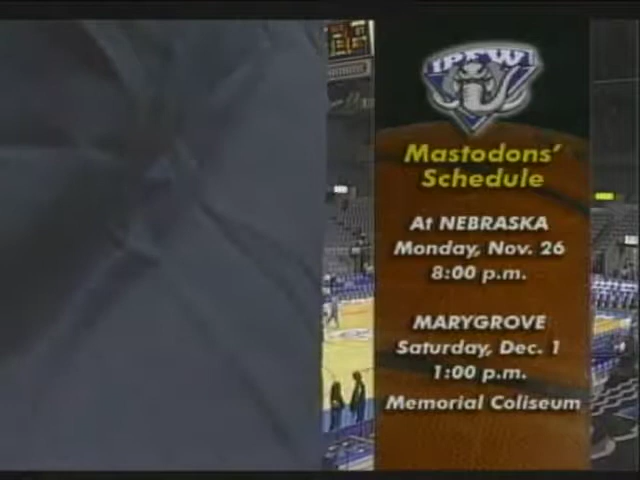 IPFW
Mastodons'
Schedule
At NEBRASKA
Monday, Nov. 26
8:00 p.m.
MARYGROVE
Saturday, Dec. 1
1:00 p.m.
Memorial Coliseum